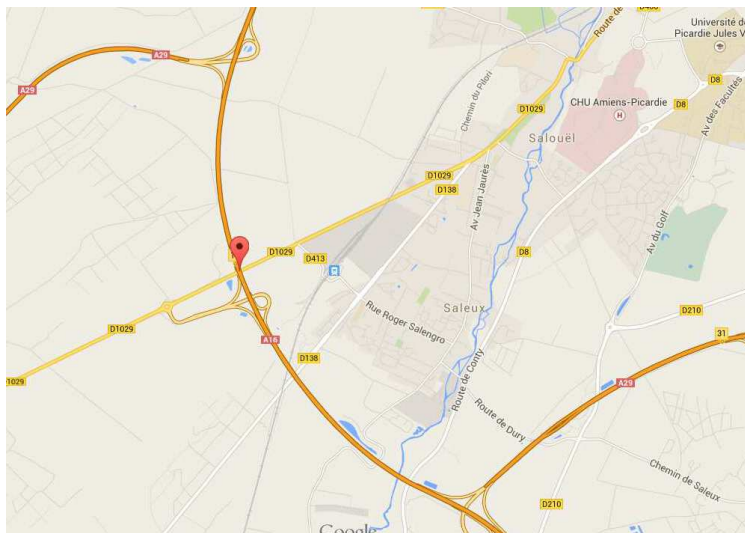 Route de
Université de
Picardie Jules V
A29
A29
D8
Chemin du Pilori
D1029
CHU Amiens-Picardie
H
D8
Av des Facultés
Salouël
D1029
D138
Av Jean Jaurès
D1029
D413
D8
Av du Golf
Saleux
Rue Roger Salengro
D210
D1029
A16
31
D138
D1029
A29
Route de Conty
Route de Dury
Chemin de Saleux
D210
Google